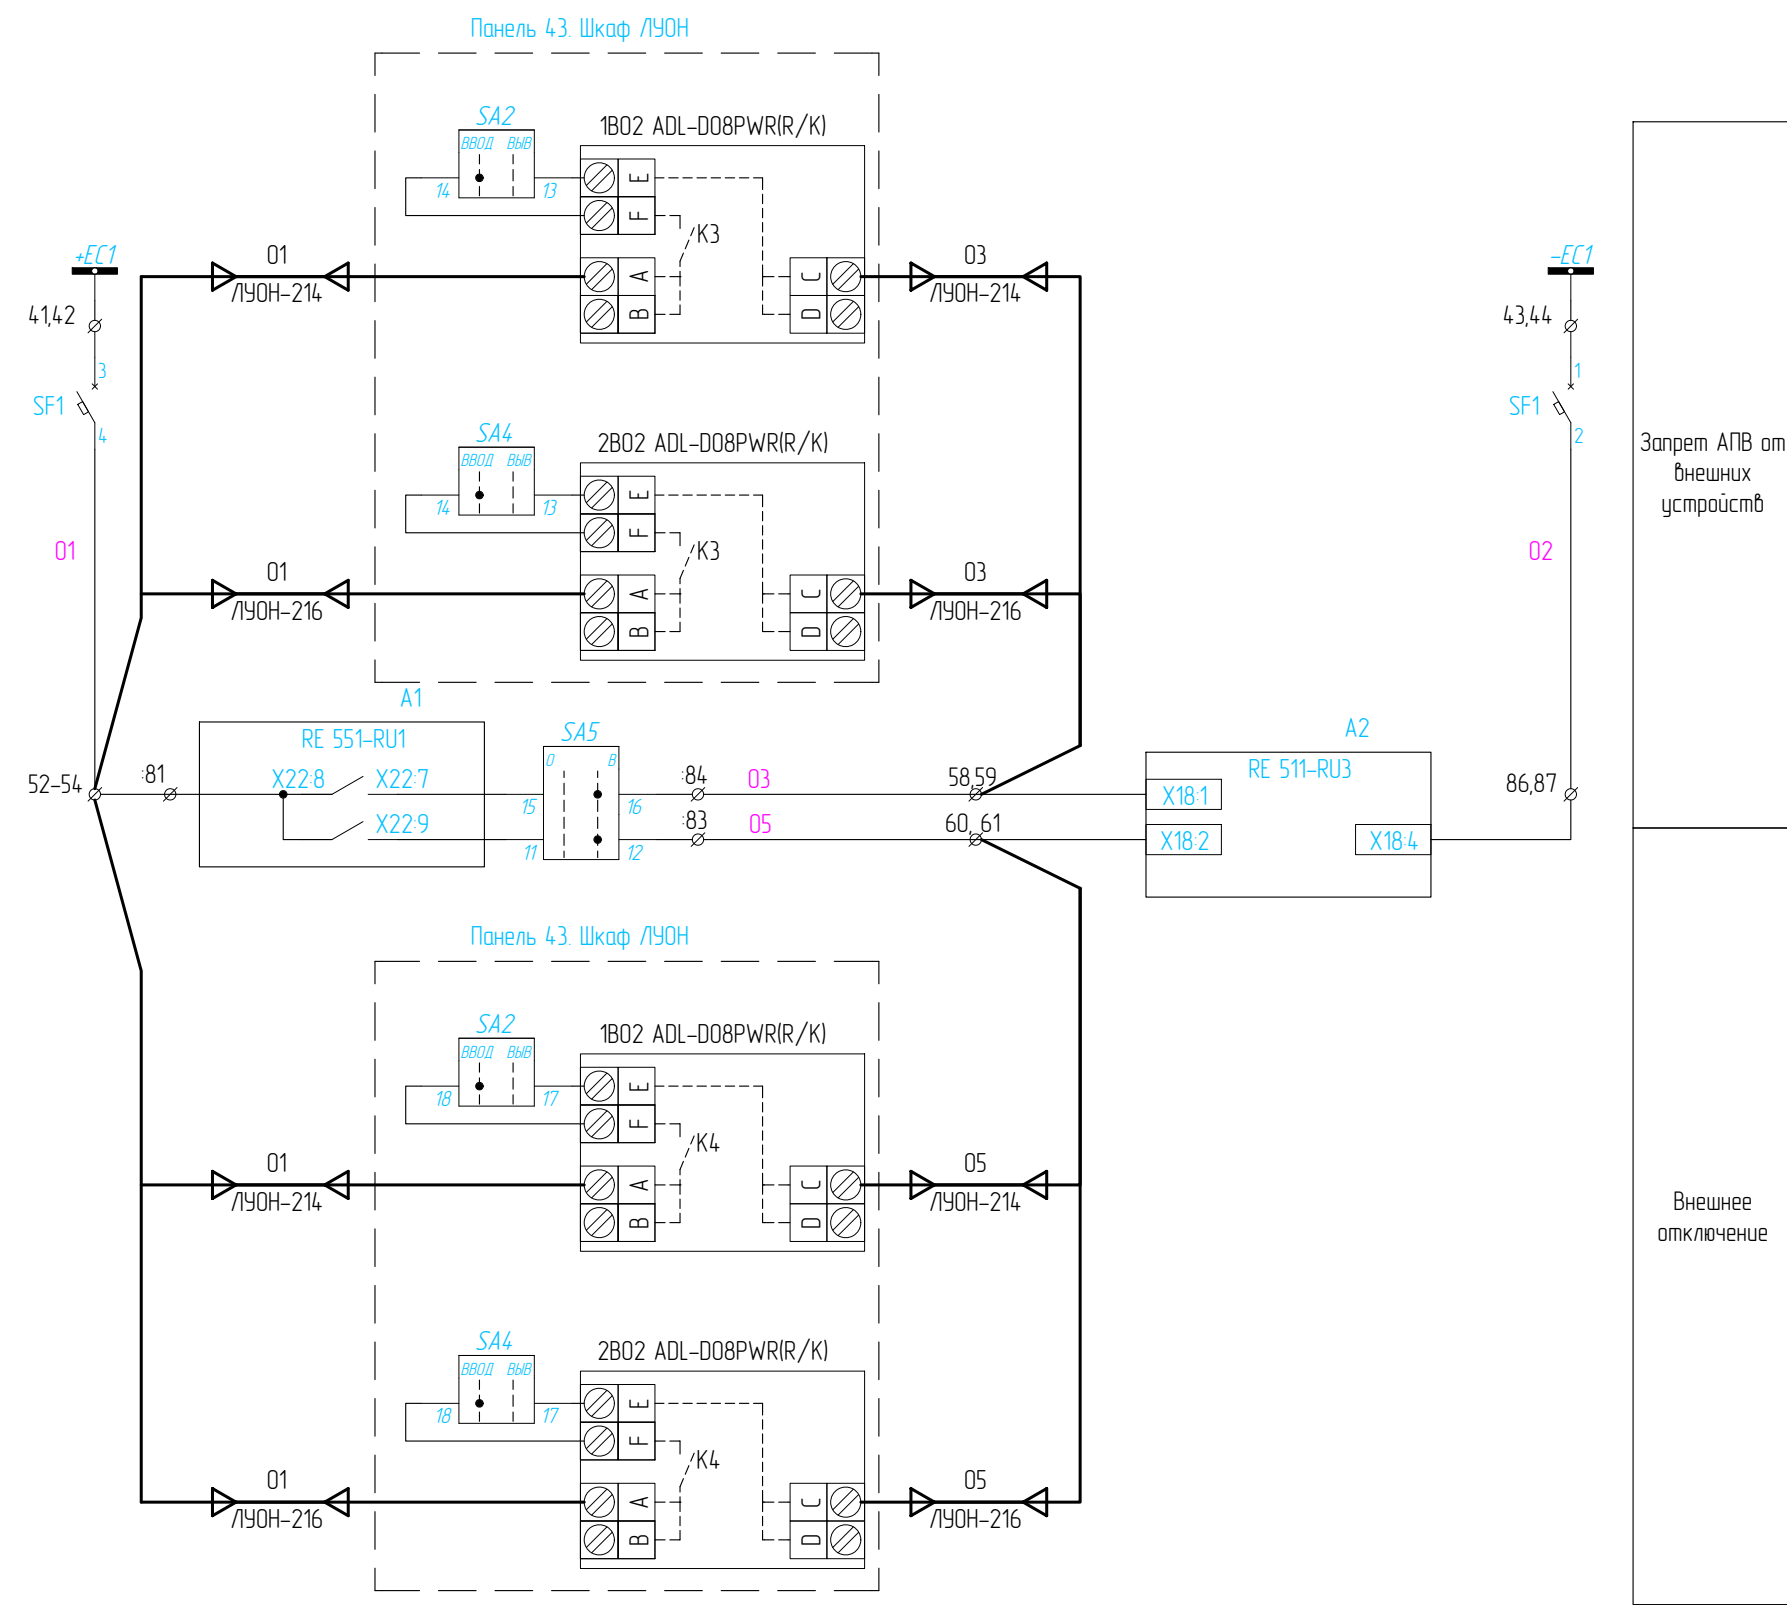 Панель 43. Шкаф ЛУОН
SA2
ВВОД ВЫВ
14 13
1B02 ADL-D08PWR(R/K)
E
F
K3
A
B
C
D
+EC1
41,42
3
SF1
4
01
01
ЛУОН-214
03
ЛУОН-214
-EC1
43,44
1
SF1
2
02
Запрет АПВ от
внешних
устройств
SA4
ВВОД ВЫВ
14 13
2B02 ADL-D08PWR(R/K)
E
F
K3
A
B
C
D
01
ЛУОН-216
03
ЛУОН-216
A1
RE 551-RU1
52-54
:81
X22:8 X22:7
X22:9
SA5
О В
15 16
11 12
:84 03
:83 05
58,59
60, 61
A2
RE 511-RU3
X18:1
X18:2
X18:4
86,87
Панель 43. Шкаф ЛУОН
SA2
ВВОД ВЫВ
18 17
1B02 ADL-D08PWR(R/K)
E
F
K4
A
B
C
D
01
ЛУОН-214
05
ЛУОН-214
Внешнее
отключение
SA4
ВВОД ВЫВ
18 17
2B02 ADL-D08PWR(R/K)
E
F
K4
A
B
C
D
01
ЛУОН-216
05
ЛУОН-216